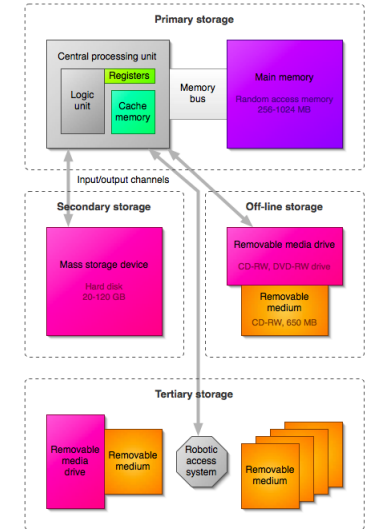 Primary storage
Central processing unit
Registers
Logic
unit
Cache
memory
Memory
bus
Main memory
Random access memory
256-1024 MB
Input/output channels
Secondary storage
Mass storage device
Hard disk
20-120 GB
Off-line storage
Removable media drive
CD-RW, DVD-RW drive
Removable
medium
CD-RW, 650 MB
Tertiary storage
Removable
media
drive
Removable
medium
Robotic
access
system
Removable
medium